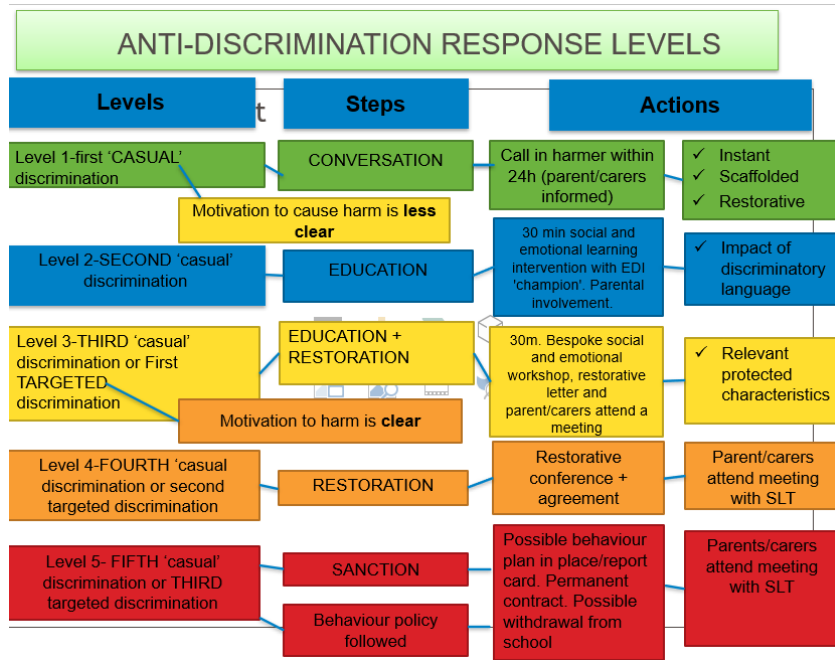 ANTI-DISCRIMINATION RESPONSE LEVELS
Levels
t
Steps
Actions
Level 1-first ‘CASUAL’
discrimination
CONVERSATION
Call in harmer within
24h (parent/carers
informed)
✓ Instant
✓ Scaffolded
✓ Restorative
Motivation to cause harm is less
clear
Level 2-SECOND ‘casual’
discrimination
EDUCATION
30 min social and
emotional learning
intervention with EDI
'champion'. Parental
involvement.
✓ Impact of
discriminatory
language
Level 3-THIRD ‘casual’
discrimination or First
TARGETED
discrimination
EDUCATION +
RESTORATION
30m. Bespoke social
and emotional
workshop, restorative
letter and
parent/carers attend a
meeting
✓ Relevant
protected
characteristics
Motivation to harm is clear
Level 4-FOURTH ‘casual
discrimination or second
targeted discrimination
RESTORATION
Restorative
conference +
agreement
Parent/carers
attend meeting
with SLT
Level 5- FIFTH ‘casual’
discrimination or THIRD
targeted discrimination
SANCTION
Behaviour policy
followed
Possible behaviour
plan in place/report
card. Permanent
contract. Possible
withdrawal from
school
Parents/carers
attend meeting
with SLT